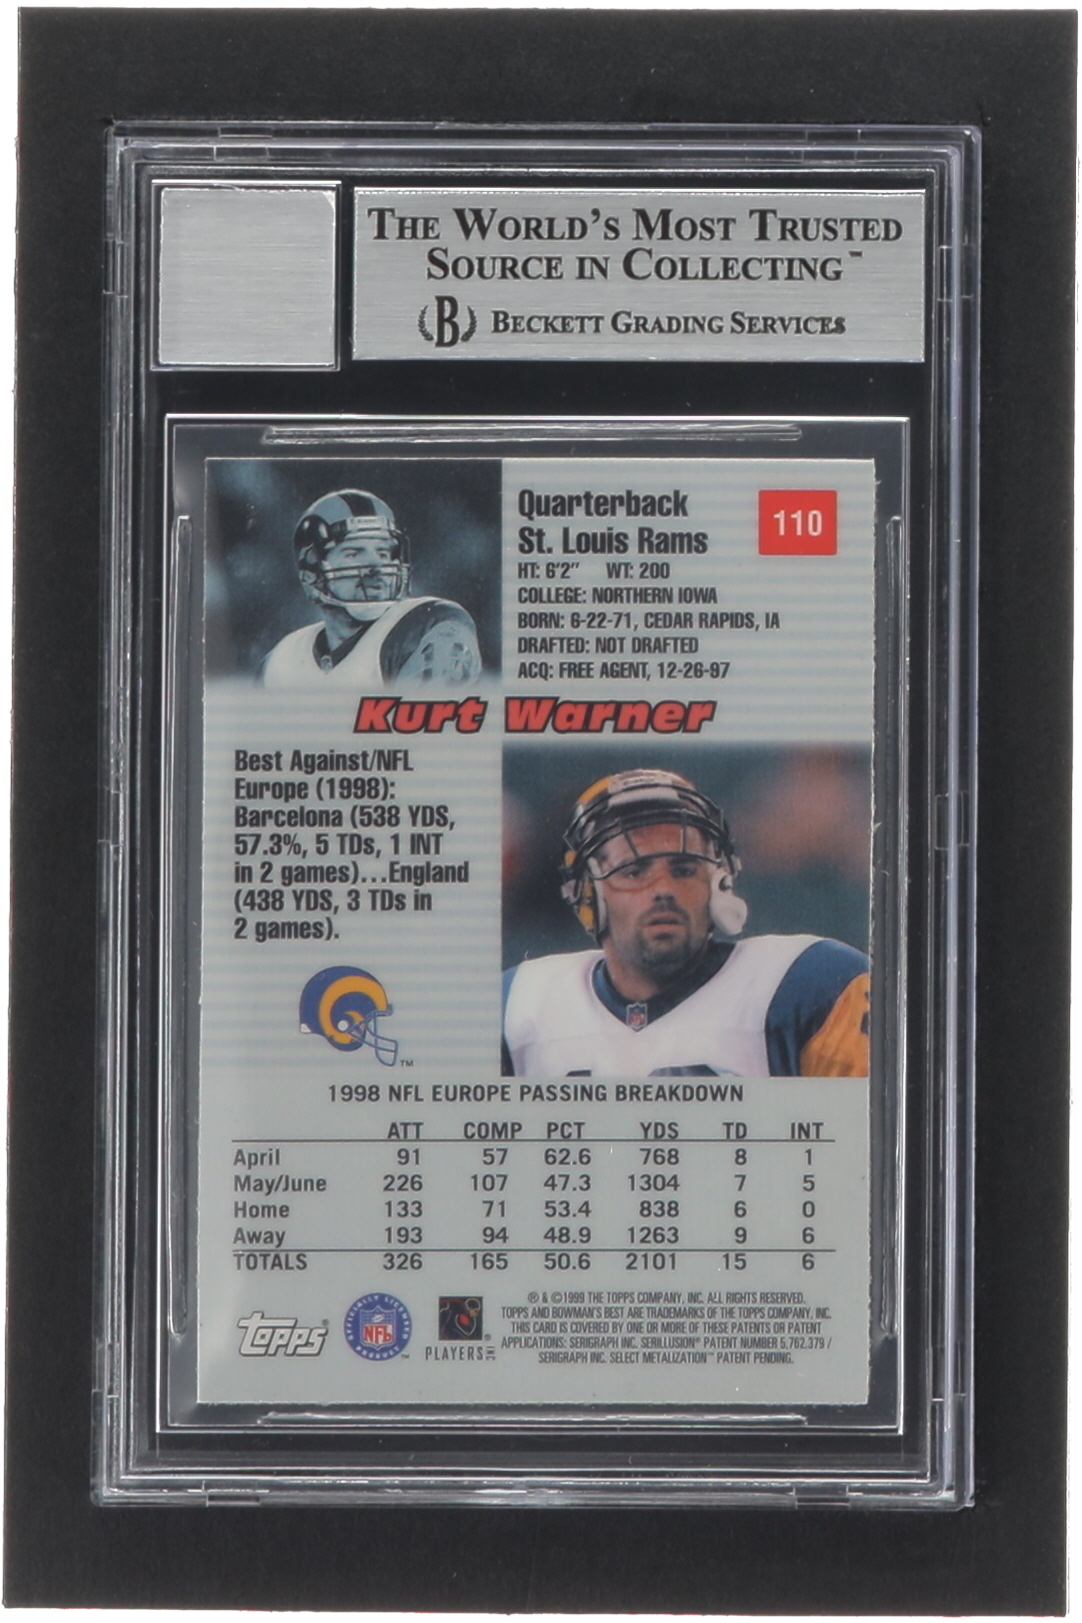 THE WORLD'S MOST TRUSTED
SOURCE IN COLLECTING™
B BECKETT GRADING SERVICES
Quarterback
St. Louis Rams
110
HT: 6'2" WT: 200
COLLEGE: NORTHERN IOWA
BORN: 6-22-71, CEDAR RAPIDS, IA
DRAFTED: NOT DRAFTED
ACQ: FREE AGENT, 12-26-97
Kurt Warner
Best Against/NFL
Europe (1998):
Barcelona (538 YDS,
57.3%, 5 TDs, 1 INT
in 2 games)...England
(438 YDS, 3 TDs in
2 games).
TM
1998 NFL EUROPE PASSING BREAKDOWN
ATT COMP PCT YDS TD INT
April 91 57 62.6 768 8 1
May/June 226 107 47.3 1304 7 5
Home 133 71 53.4 838 6 0
Away 193 94 48.9 1263 9 6
TOTALS 326 165 50.6 2101 15 6
® & ©1999 THE TOPPS COMPANY, INC. ALL RIGHTS RESERVED.
TOPPS AND BOWMAN'S BEST ARE TRADEMARKS OF THE TOPPS COMPANY, INC.
THIS CARD IS COVERED BY ONE OR MORE OF THESE PATENTS OR PATENT
APPLICATIONS: SERIGRAPH INC. SERILLUSION® PATENT NUMBER 5,762,379 /
SERIGRAPH INC. SELECT METALIZATION™ PATENT PENDING.
Topps®
OFFICIALLY LICENSED PRODUCT NFL ™
PLAYERS INC ®